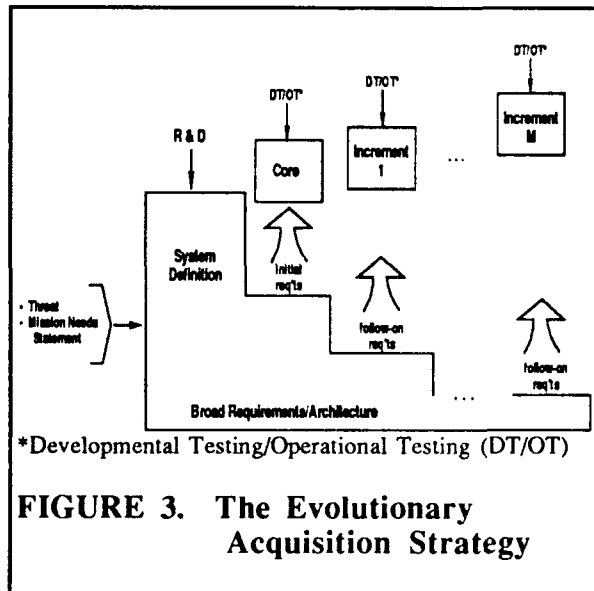 DT/OT*
DT/OT*
DT/OT*
R & D
Core
Increment
1
...
Increment
M
System
Definition
Initial
req'ts
• Threat
• Mission Needs
Statement
follow-on
req'ts
follow-on
req'ts
...
Broad Requirements/Architecture
*Developmental Testing/Operational Testing (DT/OT)
FIGURE 3. The Evolutionary
Acquisition Strategy